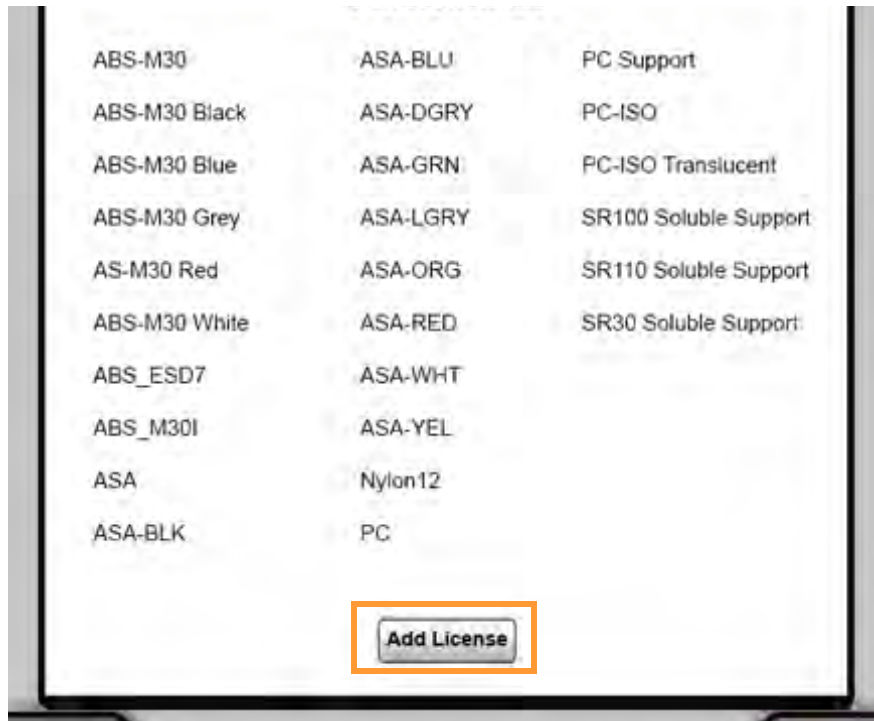 ABS-M30
ABS-M30 Black
ABS-M30 Blue
ABS-M30 Grey
AS-M30 Red
ABS-M30 White
ABS_ESD7
ABS_M30I
ASA
ASA-BLK
ASA-BLU
ASA-DGRY
ASA-GRN
ASA-LGRY
ASA-ORG
ASA-RED
ASA-WHT
ASA-YEL
Nylon12
PC
PC Support
PC-ISO
PC-ISO Translucent
SR100 Soluble Support
SR110 Soluble Support
SR30 Soluble Support
Add License